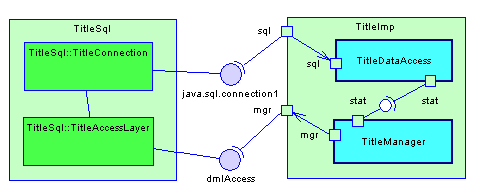 TitleSql
TitleSql::TitleConnection
TitleSql::TitleAccessLayer
java.sql.connection1
dmlAccess
TitleImp
sql
sql
TitleDataAccess
stat
stat
mgr
mgr
TitleManager